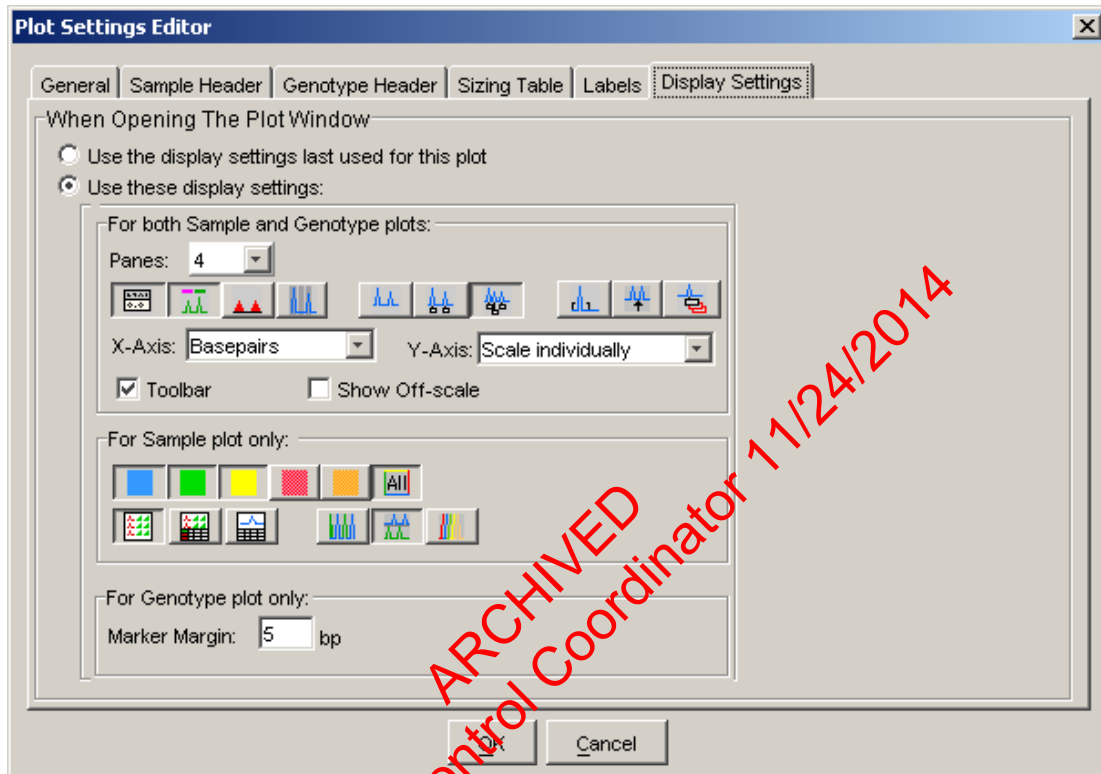 Plot Settings Editor
General Sample Header Genotype Header Sizing Table Labels Display Settings
When Opening The Plot Window
Use the display settings last used for this plot
Use these display settings:
For both Sample and Genotype plots:
Panes: 4
X-Axis: Basepairs Y-Axis: Scale individually
Toolbar Show Off-scale
For Sample plot only:
All
For Genotype plot only:
Marker Margin: 5 bp
OK Cancel
ARCHIVED
Coordinator 11/24/2014